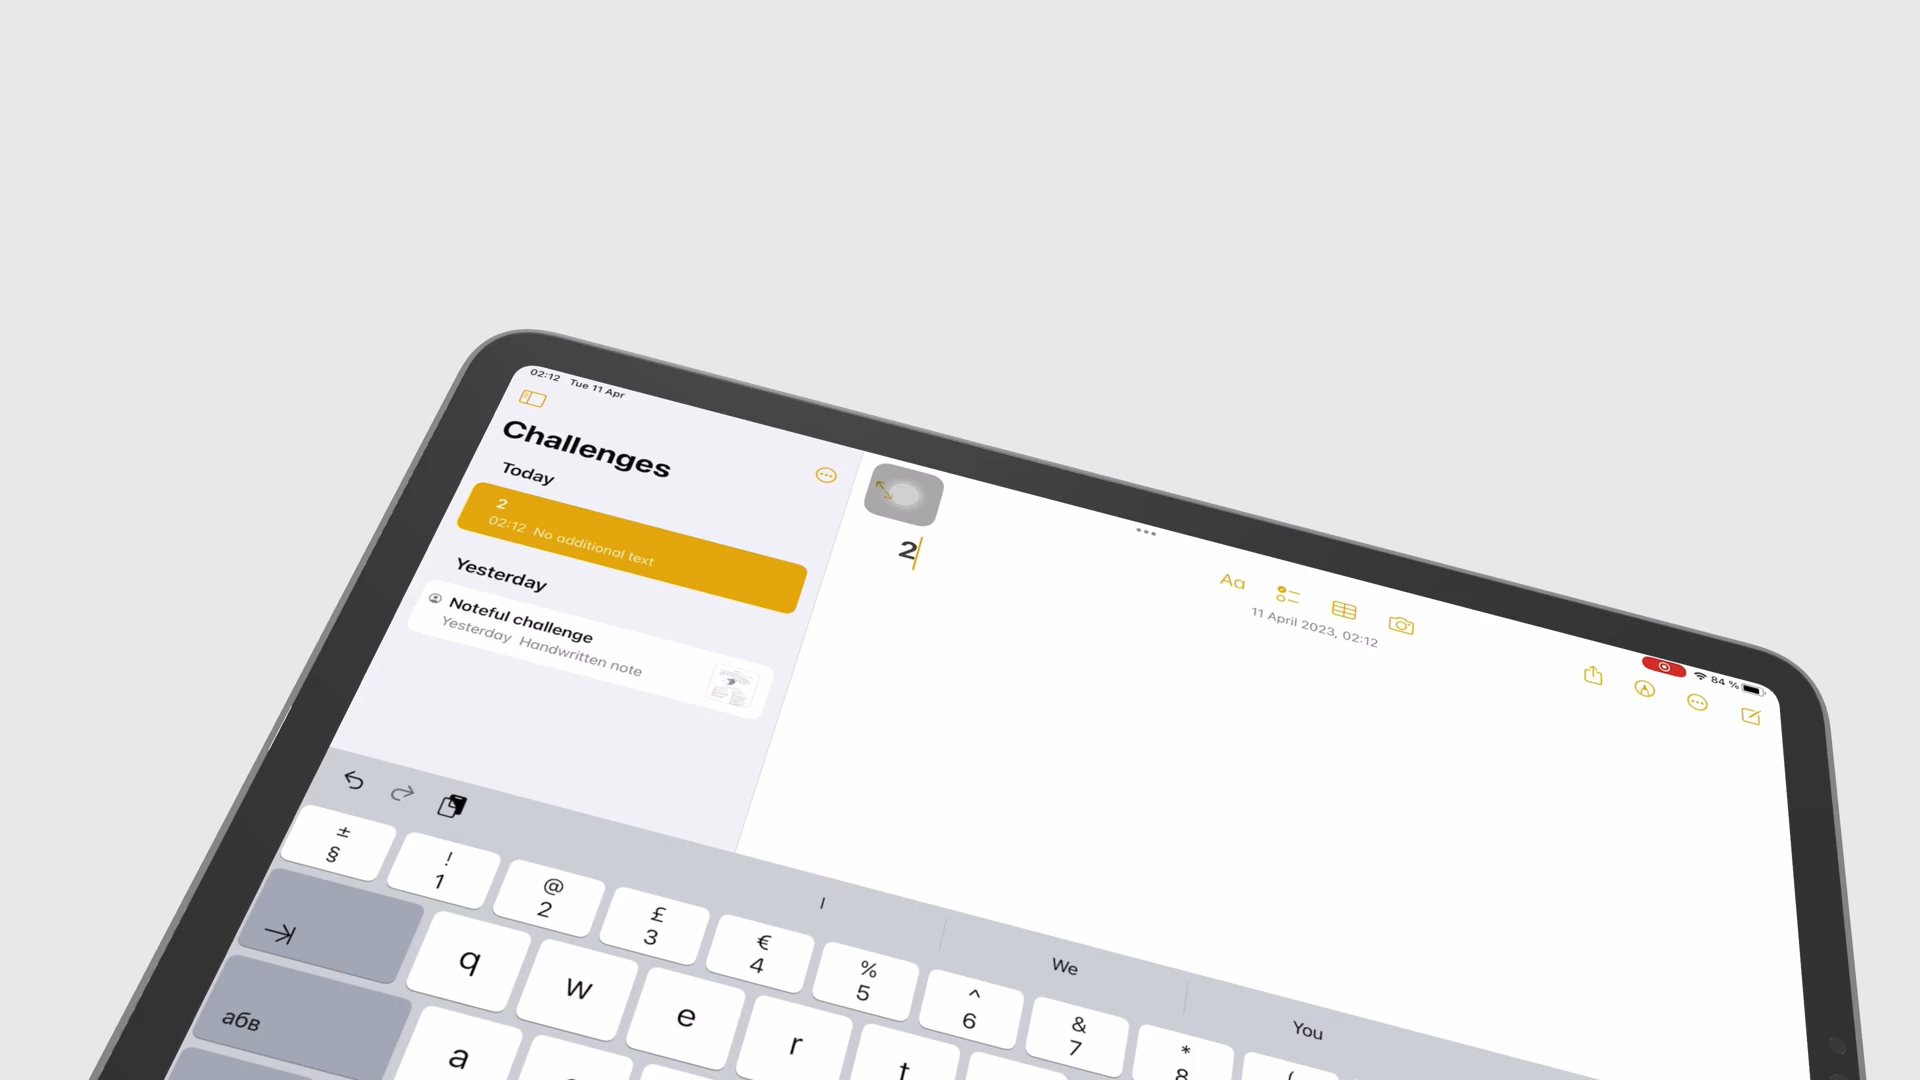 02:12 Tue 11 Apr
Challenges
Today
2
02:12 No additional text
Yesterday
Noteful challenge
Yesterday Handwritten note
2
Aa
11 April 2023, 02:12
84 %
I
We
You
± ! @ £ € % ^ & *
§ 1 2 3 4 5 6 7 8
q w e r t
абв a